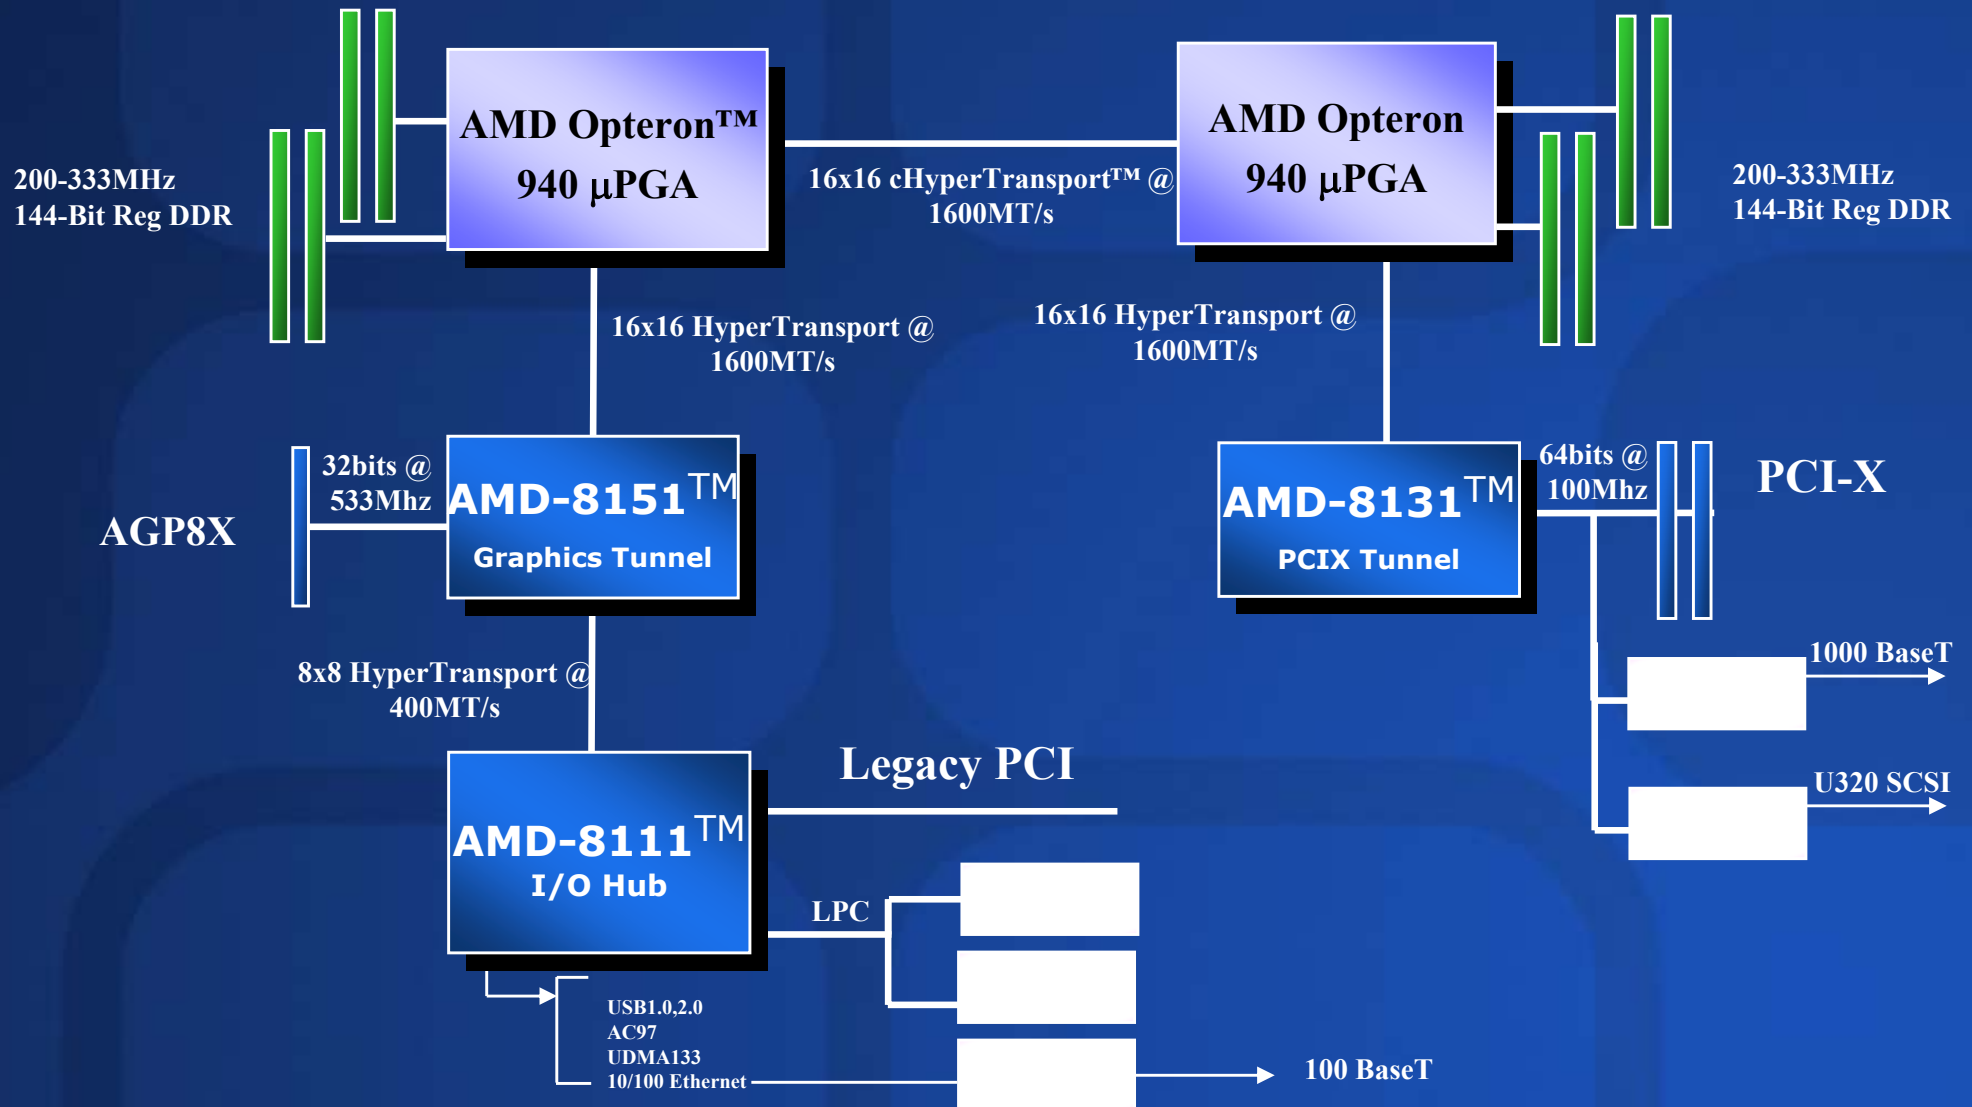 AMD Opteron™
940 µPGA
AMD Opteron
940 µPGA
200-333MHz
144-Bit Reg DDR
16x16 cHyperTransport™ @
1600MT/s
200-333MHz
144-Bit Reg DDR
16x16 HyperTransport @
1600MT/s
16x16 HyperTransport @
1600MT/s
AGP8X
32bits @
533Mhz
AMD-8151™
Graphics Tunnel
AMD-8131™
PCIX Tunnel
64bits @
100Mhz
PCI-X
8x8 HyperTransport @
400MT/s
1000 BaseT
U320 SCSI
Legacy PCI
AMD-8111™
I/O Hub
LPC
USB1.0,2.0
AC97
UDMA133
10/100 Ethernet
100 BaseT